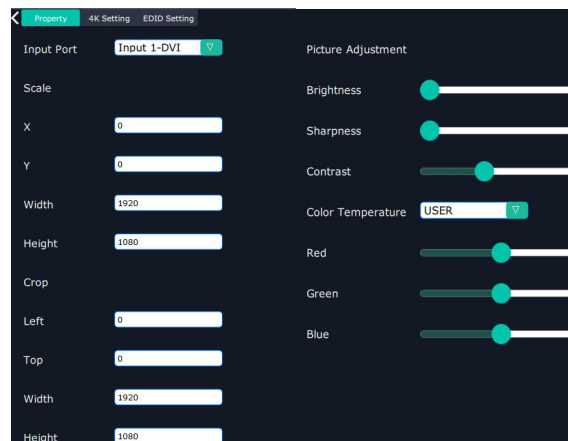 Property 4K Setting EDID Setting
Input Port Input 1-DVI
Scale
X 0
Y 0
Width 1920
Height 1080
Crop
Left 0
Top 0
Width 1920
Height 1080
Picture Adjustment
Brightness
Sharpness
Contrast
Color Temperature USER
Red
Green
Blue